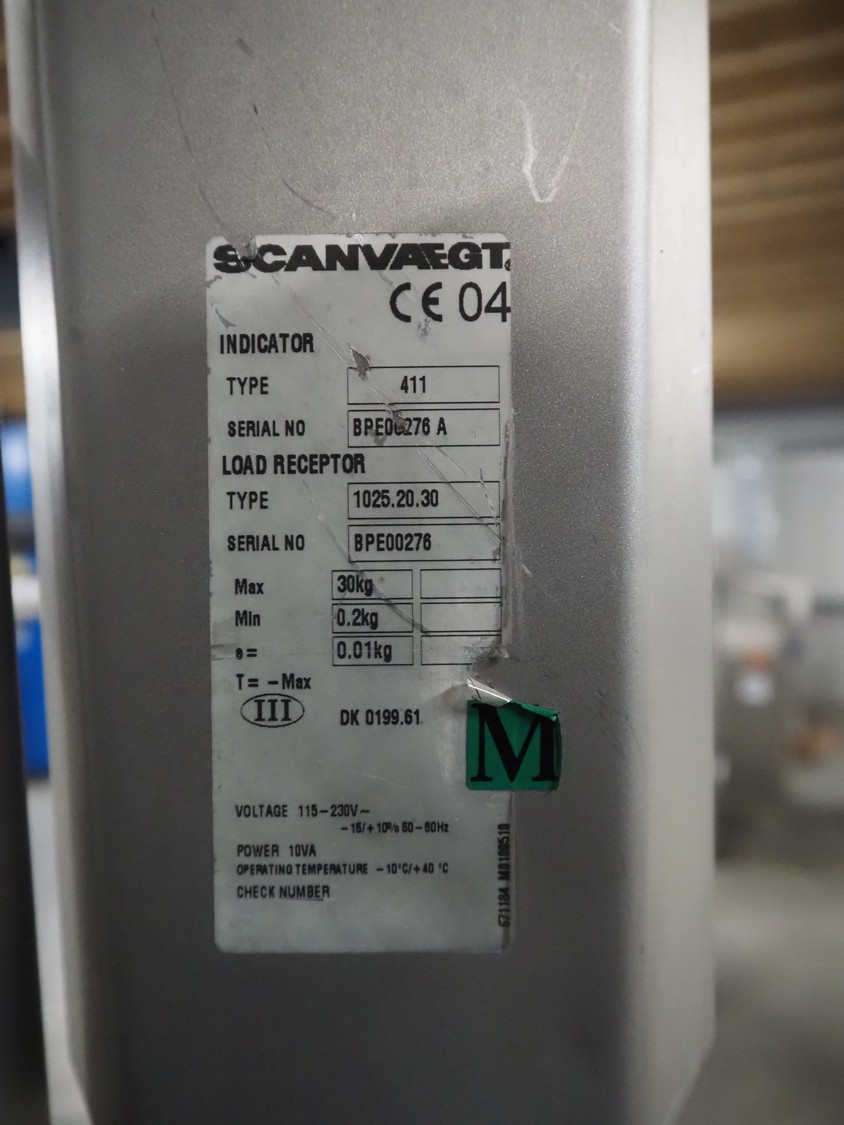 SCANVAEGT
CE 04
INDICATOR
TYPE 411
SERIAL NO BPE00276 A
LOAD RECEPTOR
TYPE 1025.20.30
SERIAL NO BPE00276
Max 30kg
Min 0.2kg
e= 0.01kg
T= -Max
III DK 0199.61
M
VOLTAGE 115-230V~
-15/+10% 50-60Hz
POWER 10VA
OPERATING TEMPERATURE -10°C/+40 °C
CHECK NUMBER